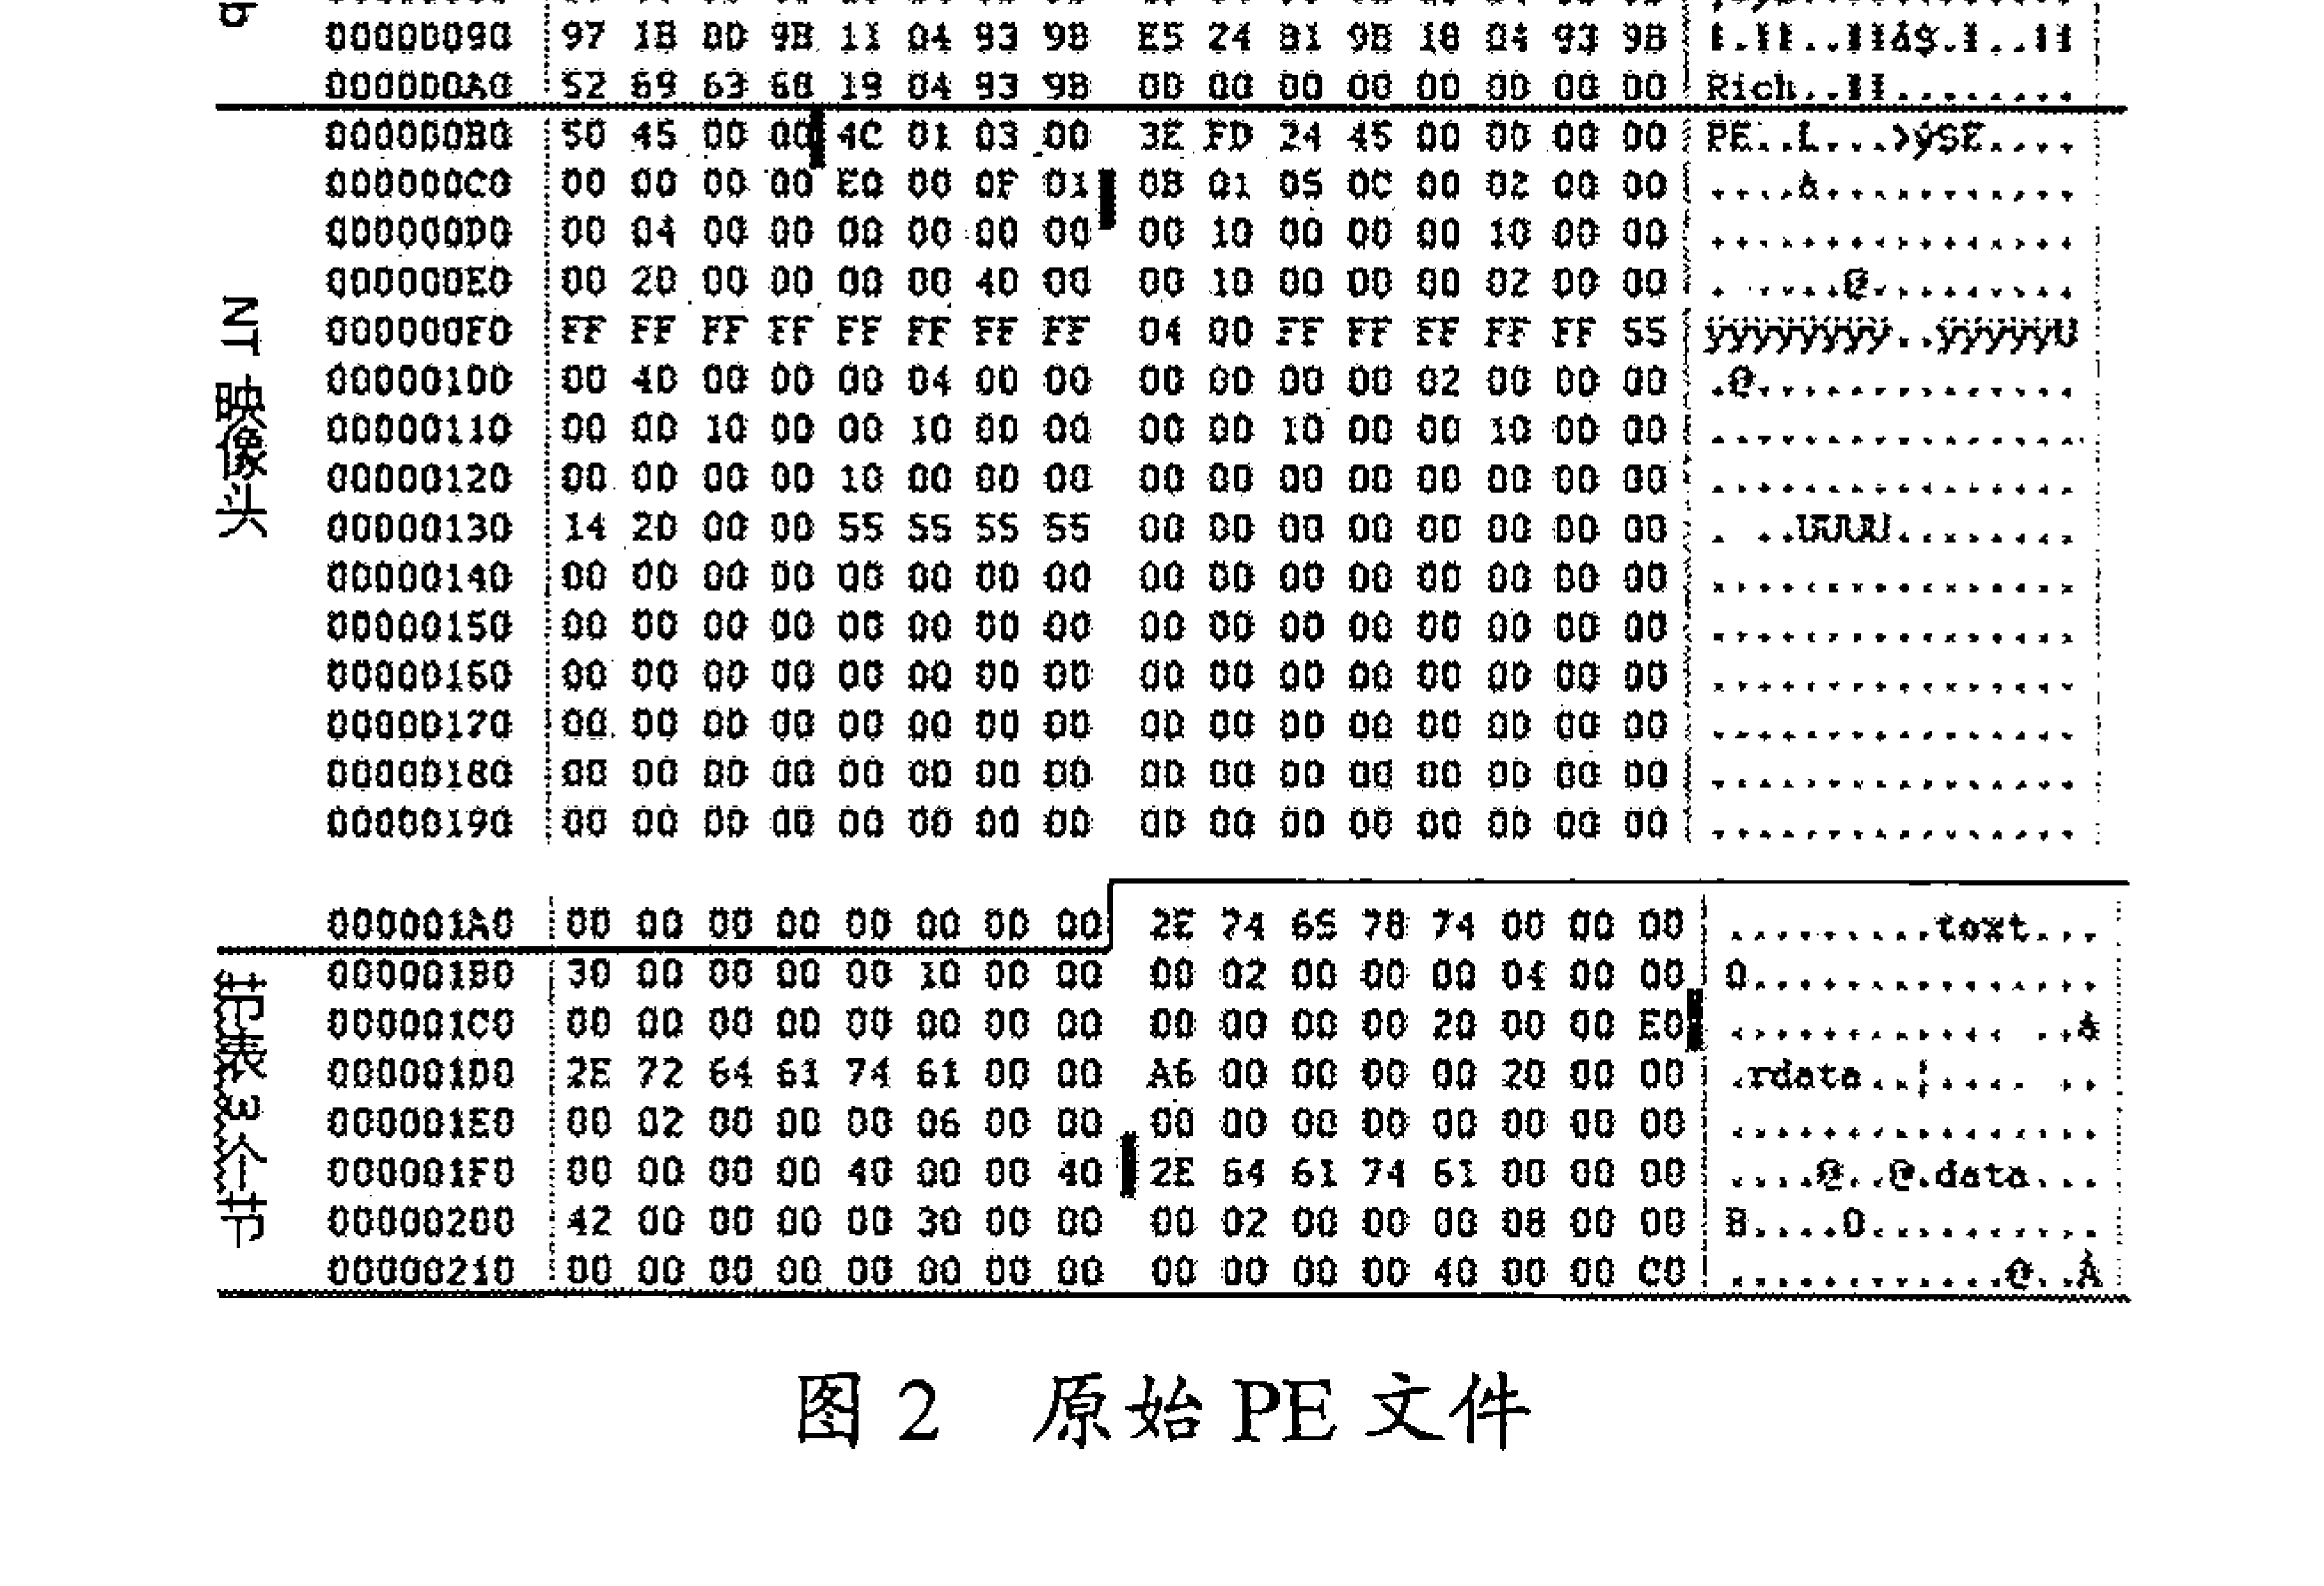 00000090 97 1B 00 9B 11 04 93 9B E5 24 81 9B 18 04 93 9B
000000A0 52 69 63 68 19 04 93 9B 00 00 00 00 00 00 00 00 Rich
000000B0 50 45 00 00 4C 01 03 00 3E FD 24 45 00 00 00 00 PE..L...>ý$E....
000000C0 00 00 00 00 E0 00 0F 01 0B 01 05 0C 00 02 00 00 ....à...........
000000D0 00 04 00 00 00 00 00 00 00 10 00 00 00 10 00 00 ................
000000E0 00 20 00 00 00 00 40 00 00 10 00 00 00 02 00 00 . ....@.........
000000F0 FF FF FF FF FF FF FF FF 04 00 FF FF FF FF FF 55 ÿÿÿÿÿÿÿÿ..ÿÿÿÿÿU
00000100 00 40 00 00 00 04 00 00 00 00 00 00 02 00 00 00 .@..............
00000110 00 00 10 00 00 10 00 00 00 00 10 00 00 10 00 00 ................
00000120 00 00 00 00 10 00 00 00 00 00 00 00 00 00 00 00 ................
00000130 14 20 00 00 55 55 55 55 00 00 00 00 00 00 00 00 . ..UUUU........
00000140 00 00 00 00 00 00 00 00 00 00 00 00 00 00 00 00 ................
00000150 00 00 00 00 00 00 00 00 00 00 00 00 00 00 00 00 ................
00000160 00 00 00 00 00 00 00 00 00 00 00 00 00 00 00 00 ................
00000170 00 00 00 00 00 00 00 00 00 00 00 00 00 00 00 00 ................
00000180 00 00 00 00 00 00 00 00 00 00 00 00 00 00 00 00 ................
00000190 00 00 00 00 00 00 00 00 00 00 00 00 00 00 00 00 ................
NT 映像头
000001A0 00 00 00 00 00 00 00 00 2E 74 65 78 74 00 00 00 .........text...
000001B0 30 00 00 00 00 10 00 00 00 02 00 00 00 04 00 00 0...............
000001C0 00 00 00 00 00 00 00 00 00 00 00 00 20 00 00 E0 ............ ..à
000001D0 2E 72 64 61 74 61 00 00 A6 00 00 00 00 20 00 00 .rdata..¦.... ..
000001E0 00 02 00 00 00 06 00 00 00 00 00 00 00 00 00 00 ................
000001F0 00 00 00 00 40 00 00 40 2E 64 61 74 61 00 00 00 ....@..@.data...
00000200 42 00 00 00 00 30 00 00 00 02 00 00 00 08 00 00 B....0..........
00000210 00 00 00 00 00 00 00 00 00 00 00 00 40 00 00 C0 ............@..À
节表 3 个节
图 2 原始 PE 文件